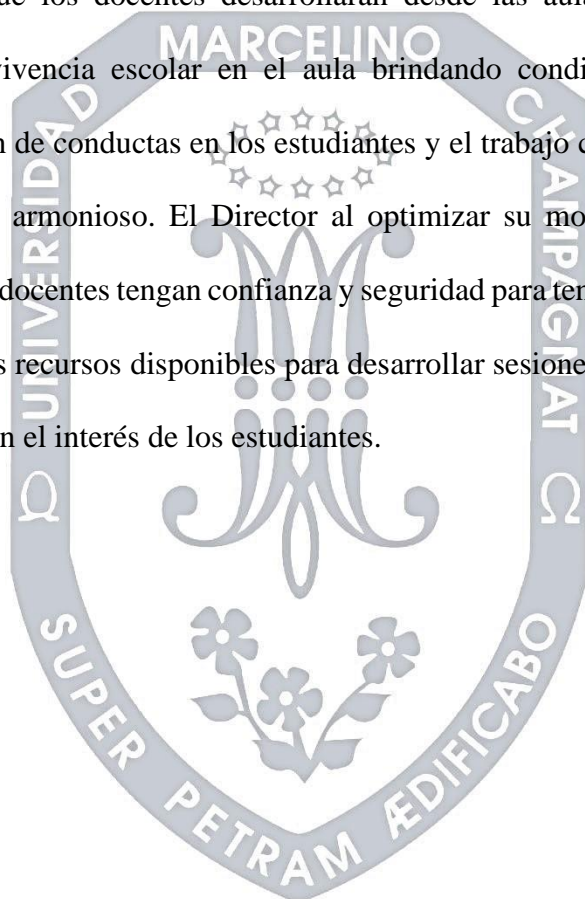 ue los docentes desarrollarán desde las aula
vivencia escolar en el aula brindando condi
n de conductas en los estudiantes y el trabajo c
armonioso. El Director al optimizar su mo
docentes tengan confianza y seguridad para ten
s recursos disponibles para desarrollar sesione
n el interés de los estudiantes.
UNIVERSIDAD
MARCELINO
CHAMPAGNAT
SUPER PETRAM ÆDIFICABO